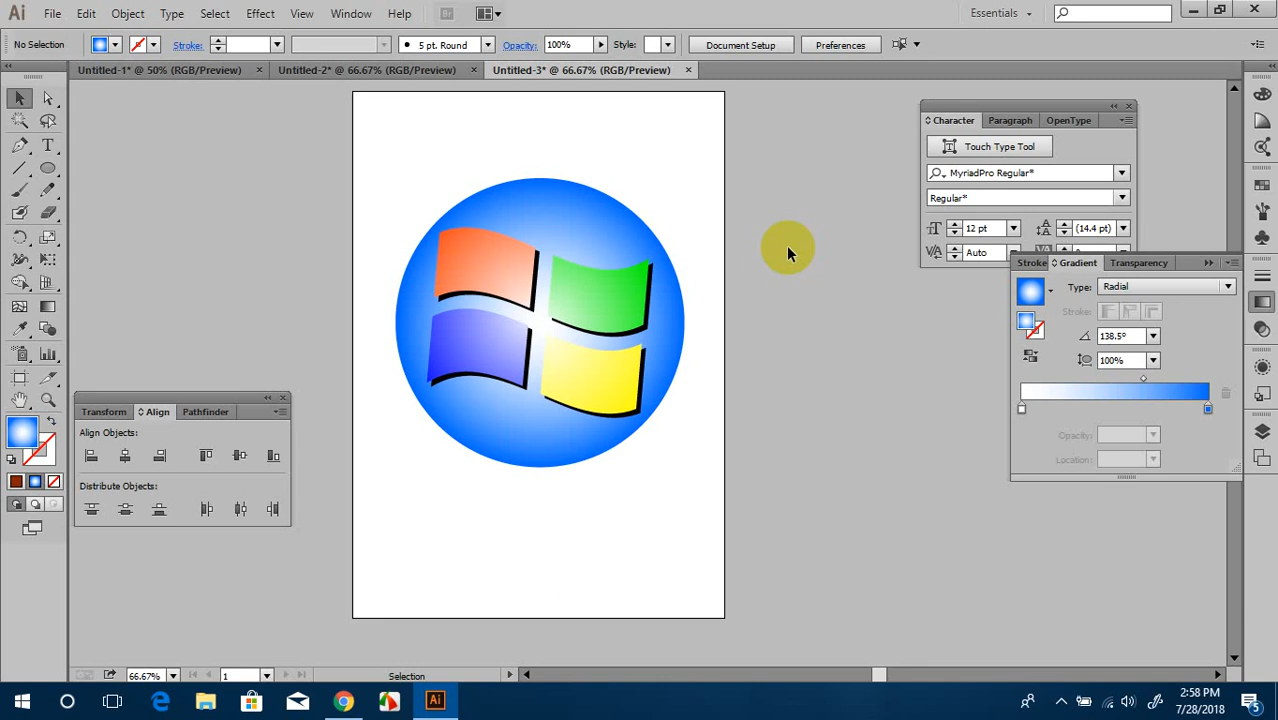 Ai File Edit Object Type Select Effect View Window Help Br Essentials
No Selection Stroke: 5 pt. Round Opacity: 100% Style: Document Setup Preferences
Untitled-1* @ 50% (RGB/Preview) Untitled-2* @ 66.67% (RGB/Preview) Untitled-3* @ 66.67% (RGB/Preview)
Character Paragraph OpenType
Touch Type Tool
MyriadPro Regular*
Regular*
12 pt (14.4 pt)
Auto
Stroke Gradient Transparency
Type: Radial
Stroke:
138.5°
100%
Opacity:
Location:
Transform Align Pathfinder
Align Objects:
Distribute Objects:
66.67% 1 Selection
Ai 2:58 PM
7/28/2018 5